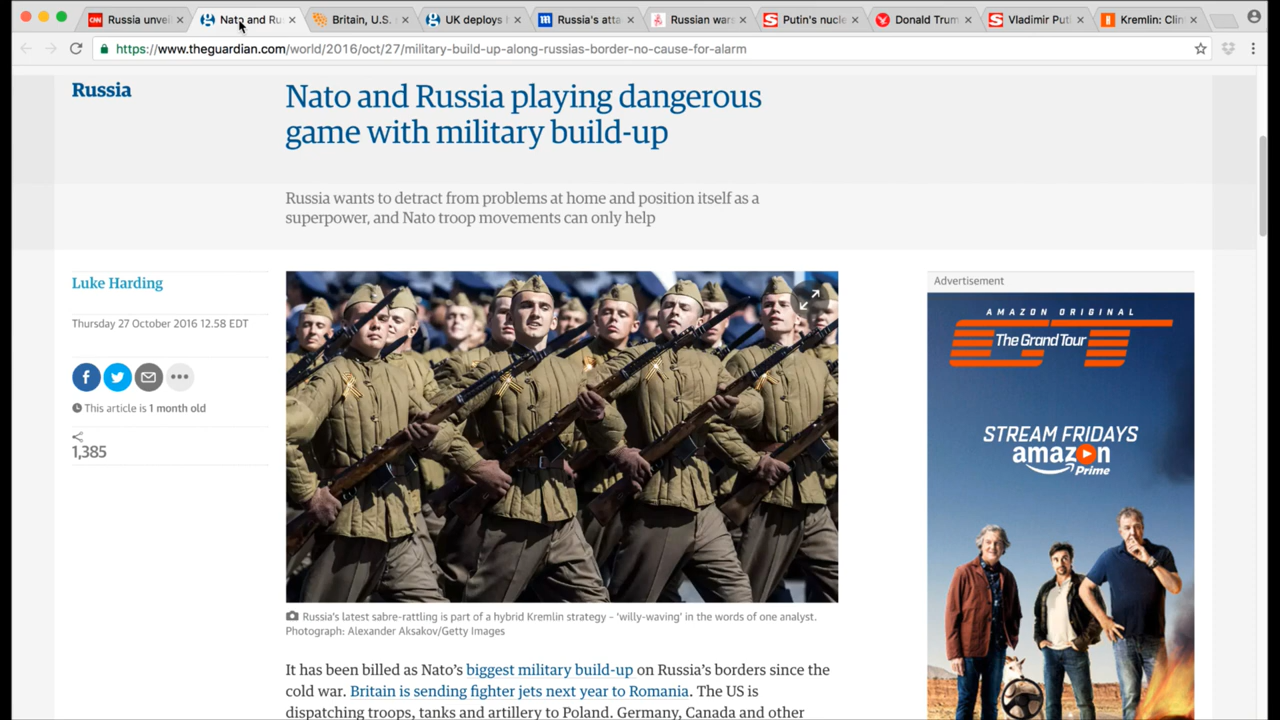 Russia unvei
Nato and Ru
Britain, U.S.
UK deploys
Russia's atta
Russian wars
Putin's nucle
Donald Trum
Vladimir Put
Kremlin: Clin
https://www.theguardian.com/world/2016/oct/27/military-build-up-along-russias-border-no-cause-for-alarm
Russia
Nato and Russia playing dangerous
game with military build-up
Russia wants to detract from problems at home and position itself as a
superpower, and Nato troop movements can only help
Luke Harding
Thursday 27 October 2016 12.58 EDT
This article is 1 month old
1,385
Russia's latest sabre-rattling is part of a hybrid Kremlin strategy - 'willy-waving' in the words of one analyst.
Photograph: Alexander Aksakov/Getty Images
It has been billed as Nato's biggest military build-up on Russia's borders since the
cold war. Britain is sending fighter jets next year to Romania. The US is
dispatching troops, tanks and artillery to Poland. Germany, Canada and other
Advertisement
AMAZON ORIGINAL
The Grand Tour
STREAM FRIDAYS
amazon
Prime